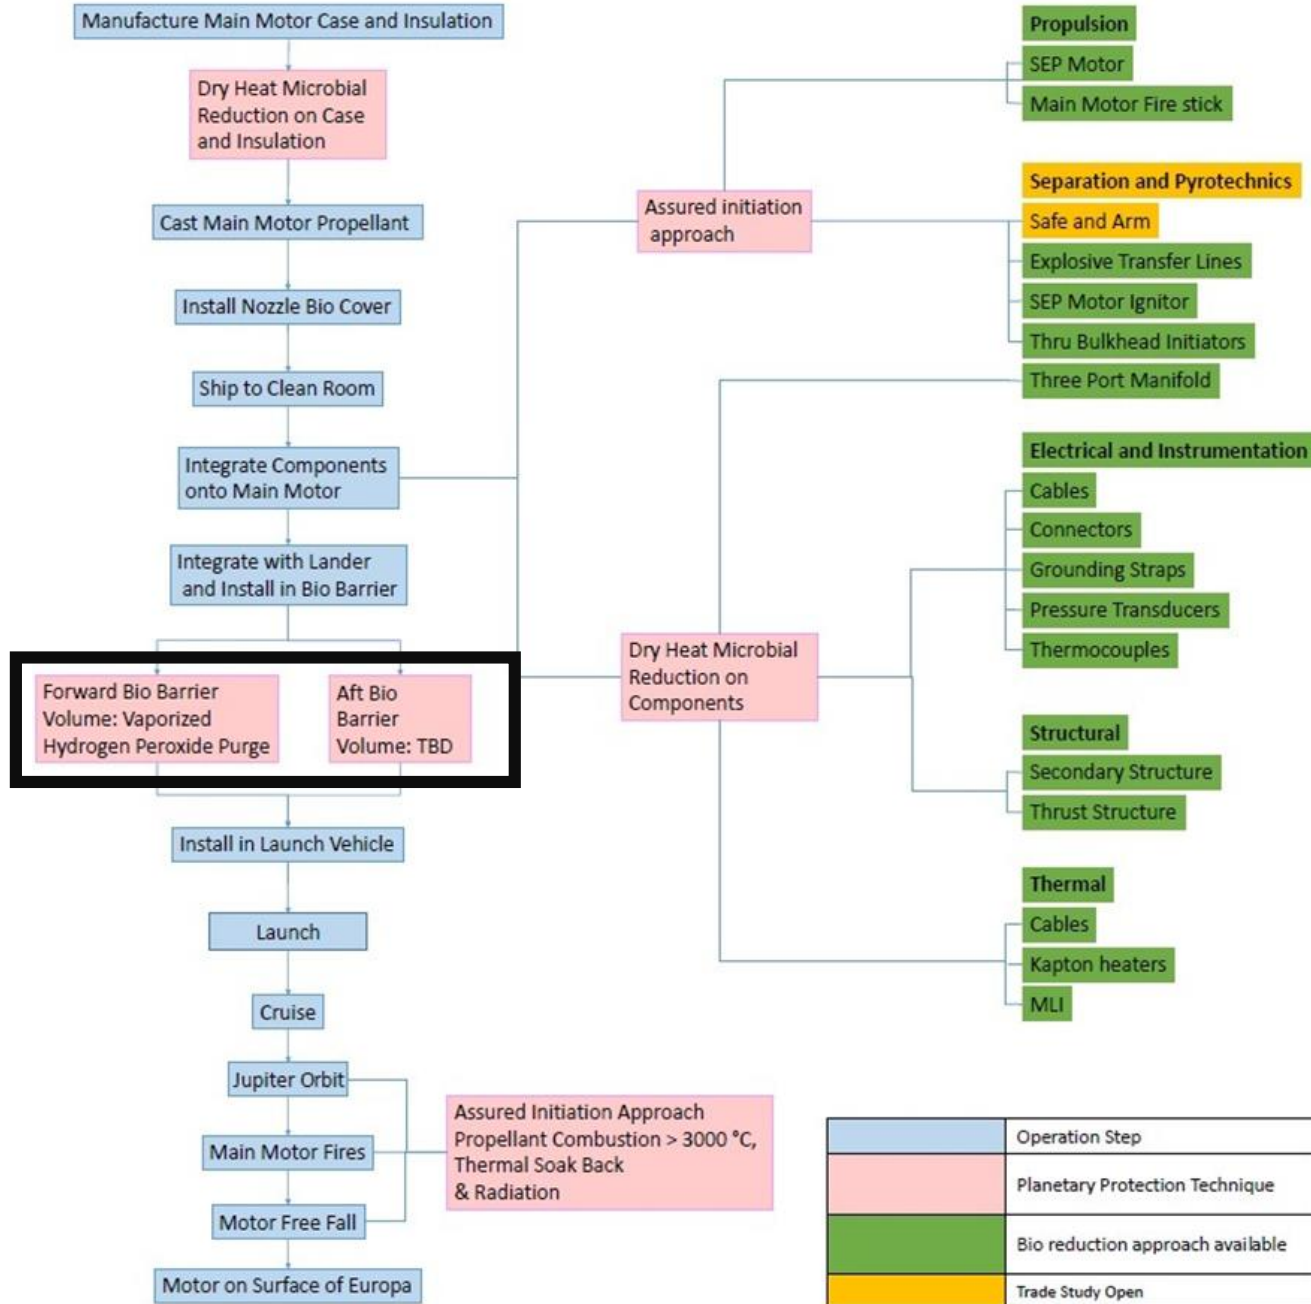 Manufacture Main Motor Case and Insulation
Dry Heat Microbial
Reduction on Case
and Insulation
Cast Main Motor Propellant
Install Nozzle Bio Cover
Ship to Clean Room
Integrate Components
onto Main Motor
Integrate with Lander
and Install in Bio Barrier
Forward Bio Barrier
Volume: Vaporized
Hydrogen Peroxide Purge
Aft Bio
Barrier
Volume: TBD
Install in Launch Vehicle
Launch
Cruise
Jupiter Orbit
Main Motor Fires
Motor Free Fall
Motor on Surface of Europa
Assured Initiation Approach
Propellant Combustion > 3000 °C,
Thermal Soak Back
& Radiation
Assured initiation
approach
Dry Heat Microbial
Reduction on
Components
Propulsion
SEP Motor
Main Motor Fire stick
Separation and Pyrotechnics
Safe and Arm
Explosive Transfer Lines
SEP Motor Ignitor
Thru Bulkhead Initiators
Three Port Manifold
Electrical and Instrumentation
Cables
Connectors
Grounding Straps
Pressure Transducers
Thermocouples
Structural
Secondary Structure
Thrust Structure
Thermal
Cables
Kapton heaters
MLI
Operation Step
Planetary Protection Technique
Bio reduction approach available
Trade Study Open